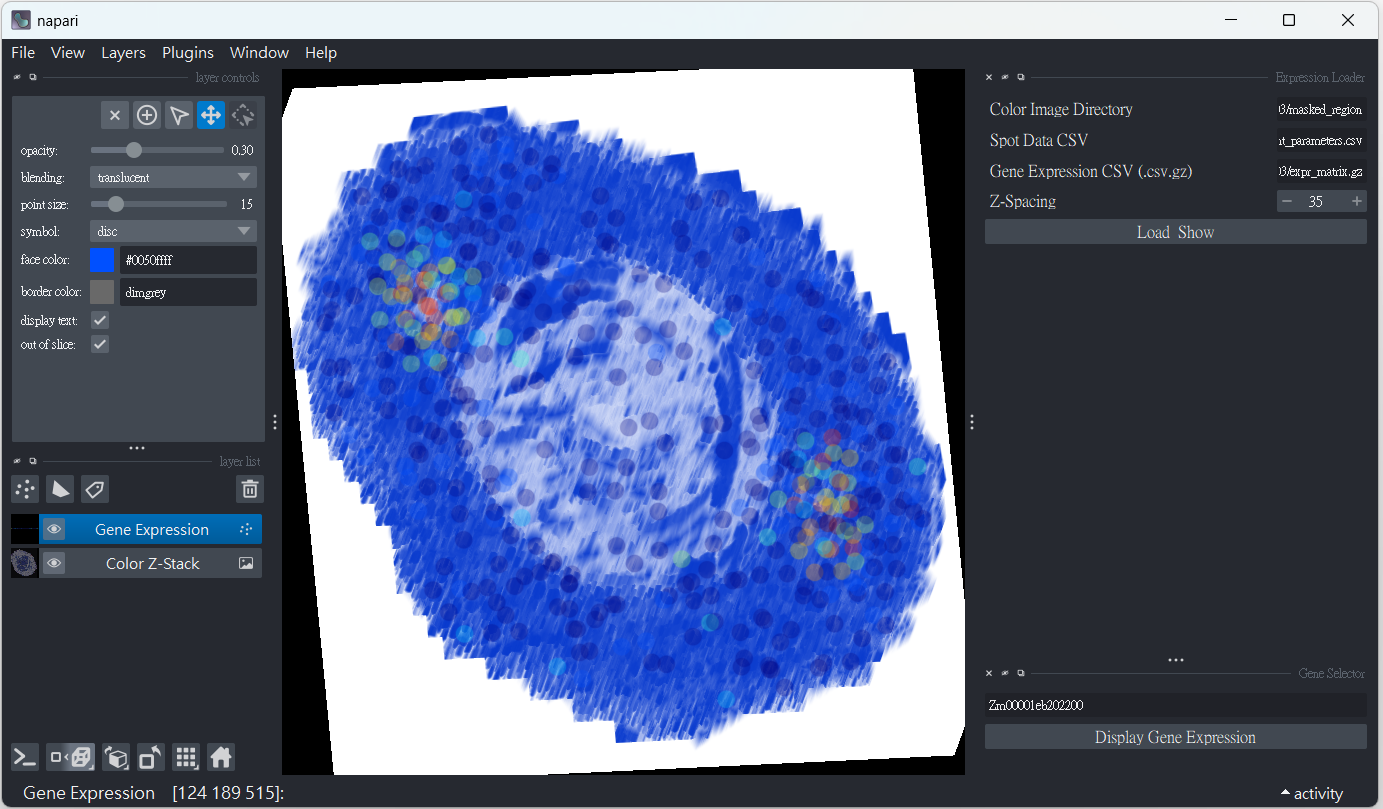 napari
File View Layers Plugins Window Help
layer controls
opacity: 0.30
blending: translucent
point size: 15
symbol: disc
face color: #0050ffff
border color: dimgrey
display text:
out of slice:
layer list
Gene Expression
Color Z-Stack
Expression Loader
Color Image Directory 03/masked_region
Spot Data CSV nt_parameters.csv
Gene Expression CSV (.csv.gz) 03/expr_matrix.gz
Z-Spacing 35
Load Show
Gene Selector
Zm00001eb202200
Display Gene Expression
Gene Expression [124 189 515]:
activity